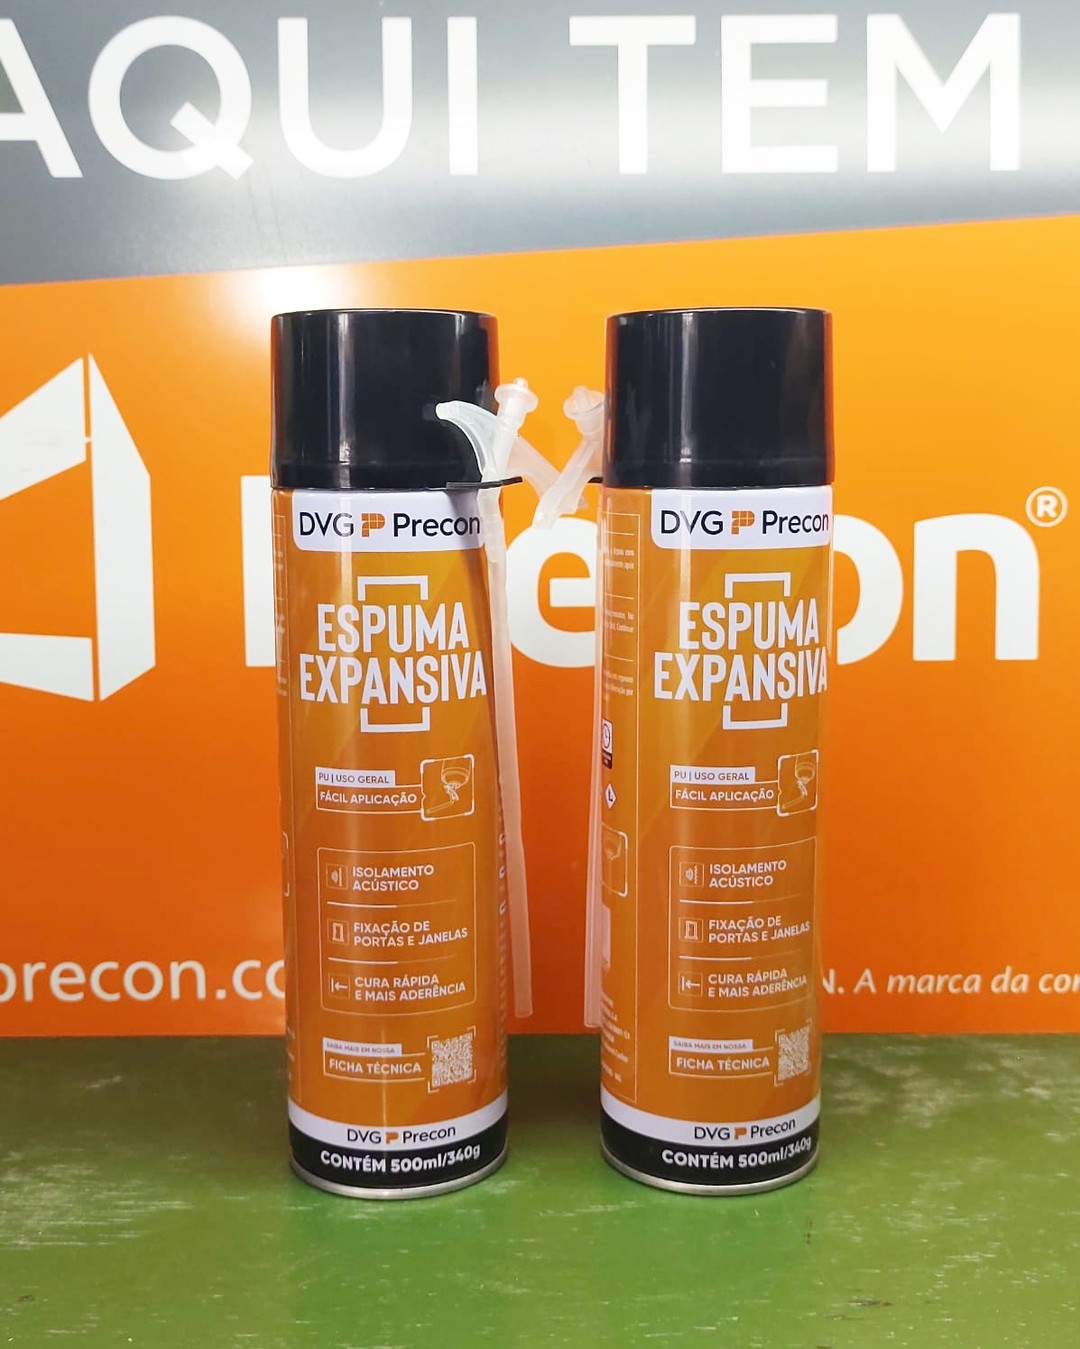 AQUI TEM
Precon®
precon.co
N. A marca da con
DVG Precon
ESPUMA
EXPANSIVA
PU | USO GERAL
FÁCIL APLICAÇÃO
ISOLAMENTO
ACÚSTICO
FIXAÇÃO DE
PORTAS E JANELAS
CURA RÁPIDA
E MAIS ADERÊNCIA
SAIBA MAIS EM NOSSA
FICHA TÉCNICA
DVG Precon
CONTÉM 500ml/340g
DVG Precon
ESPUMA
EXPANSIVA
PU | USO GERAL
FÁCIL APLICAÇÃO
ISOLAMENTO
ACÚSTICO
FIXAÇÃO DE
PORTAS E JANELAS
CURA RÁPIDA
E MAIS ADERÊNCIA
SAIBA MAIS EM NOSSA
FICHA TÉCNICA
DVG Precon
CONTÉM 500ml/340g